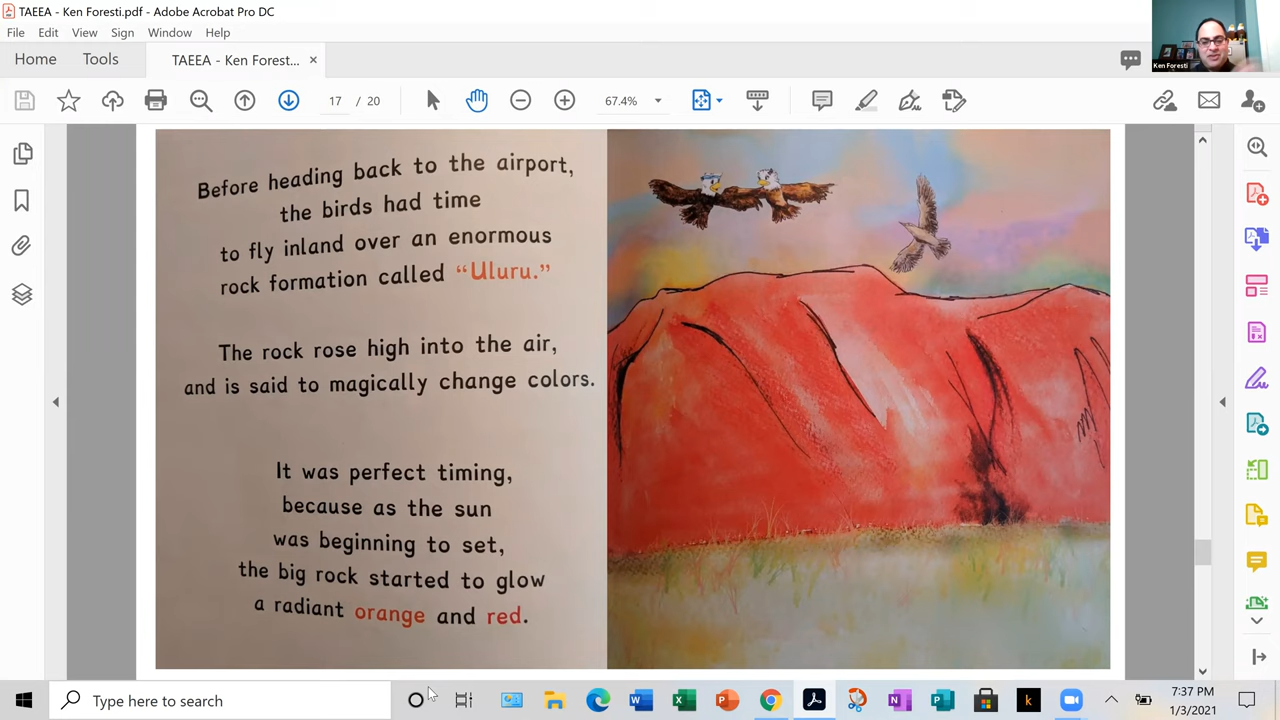 TAEEA - Ken Foresti.pdf - Adobe Acrobat Pro DC
File Edit View Sign Window Help
Home Tools TAEEA - Ken Forest... ×
17 / 20 67.4%
Ken Foresti
Before heading back to the airport,
the birds had time
to fly inland over an enormous
rock formation called "Uluru."
The rock rose high into the air,
and is said to magically change colors.
It was perfect timing,
because as the sun
was beginning to set,
the big rock started to glow
a radiant orange and red.
Type here to search
7:37 PM
1/3/2021